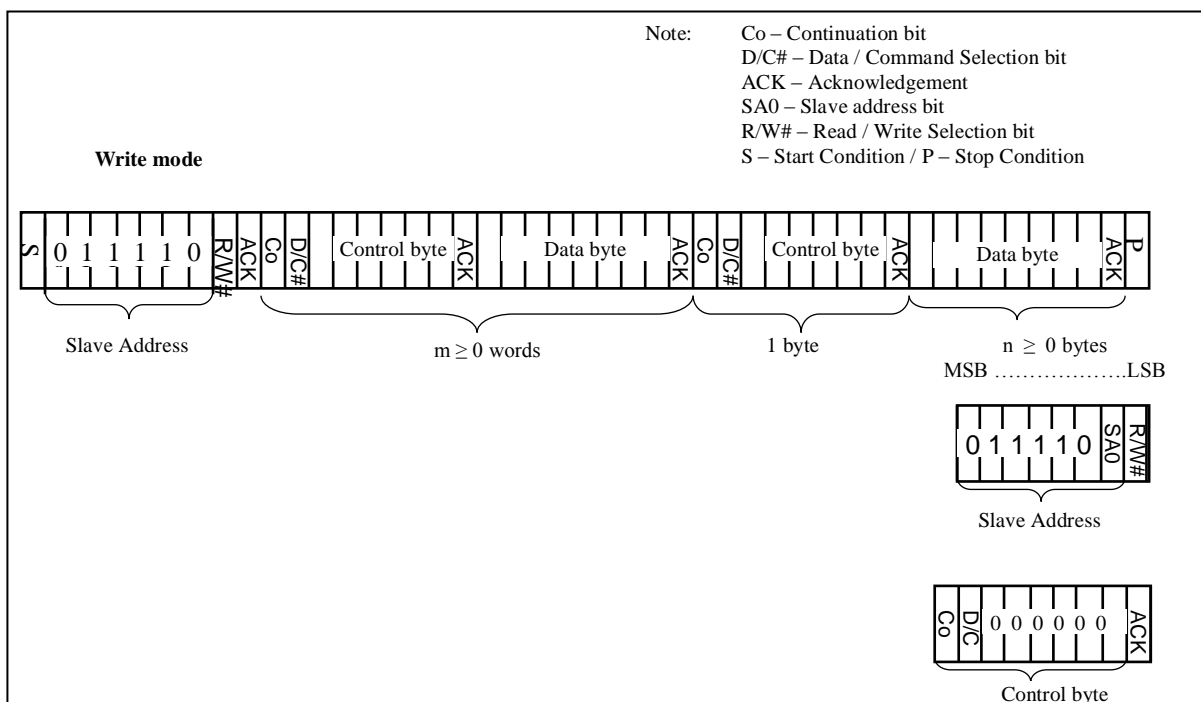 Note: Co – Continuation bit
D/C# – Data / Command Selection bit
ACK – Acknowledgement
SA0 – Slave address bit
R/W# – Read / Write Selection bit
S – Start Condition / P – Stop Condition
Write mode
S 0 1 1 1 1 0 R/W# ACK Co D/C# Control byte ACK Data byte ACK Co D/C# Control byte ACK Data byte ACK P
Slave Address m ≥ 0 words 1 byte n ≥ 0 bytes
MSB ………………….LSB
0 1 1 1 1 0 SA0 R/W#
Slave Address
Co D/C 0 0 0 0 0 0 ACK
Control byte